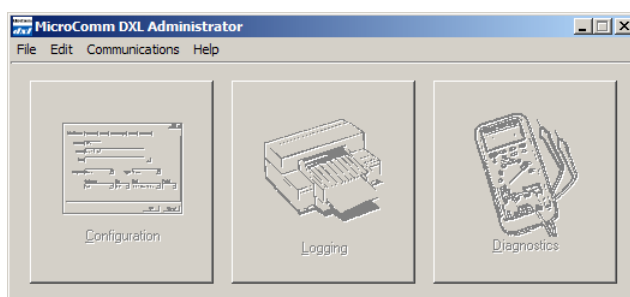 MicroComm DXL Administrator
File Edit Communications Help
Configuration
Logging
Diagnostics